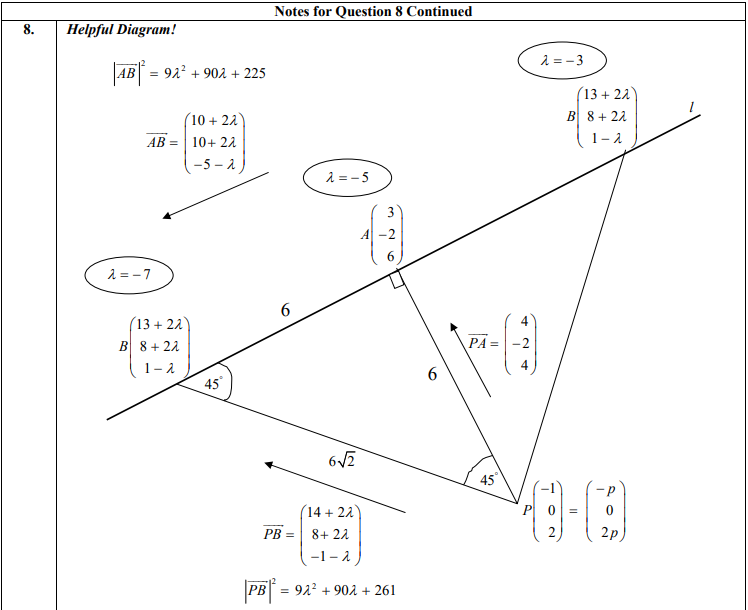 Notes for Question 8 Continued
8. Helpful Diagram!
|AB⃗|² = 9λ² + 90λ + 225
λ = −3
AB⃗ = (10 + 2λ
10 + 2λ
−5 − λ)
B(13 + 2λ
8 + 2λ
1 − λ)
l
λ = −5
A(3
−2
6)
λ = −7
6
B(13 + 2λ
8 + 2λ
1 − λ)
PA⃗ = (4
−2
4)
45°
6
6√2
45°
P(−1
0
2) = (−p
0
2p)
PB⃗ = (14 + 2λ
8 + 2λ
−1 − λ)
|PB⃗|² = 9λ² + 90λ + 261